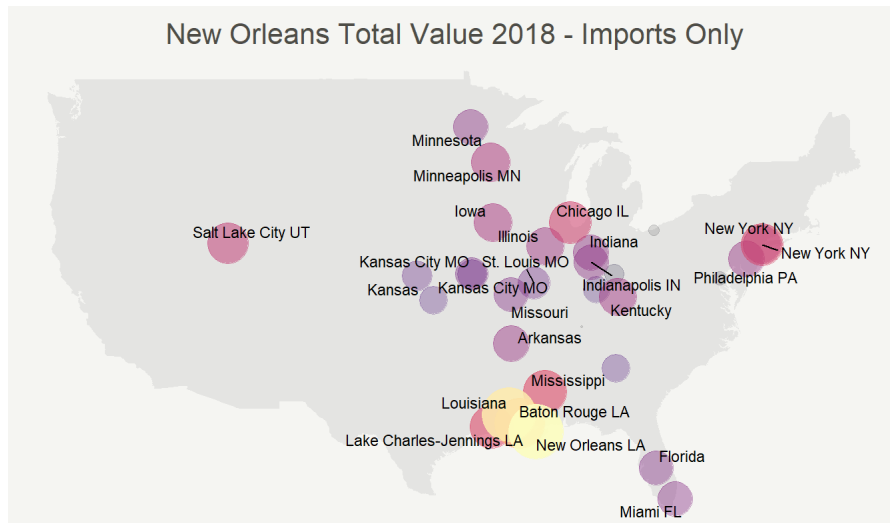 New Orleans Total Value 2018 - Imports Only
Minnesota
Minneapolis MN
Iowa
Chicago IL
Salt Lake City UT
New York NY
Illinois
Indiana
New York NY
Kansas City MO
St. Louis MO
Philadelphia PA
Kansas
Kansas City MO
Indianapolis IN
Missouri
Kentucky
Arkansas
Mississippi
Louisiana
Baton Rouge LA
Lake Charles-Jennings LA
New Orleans LA
Florida
Miami FL